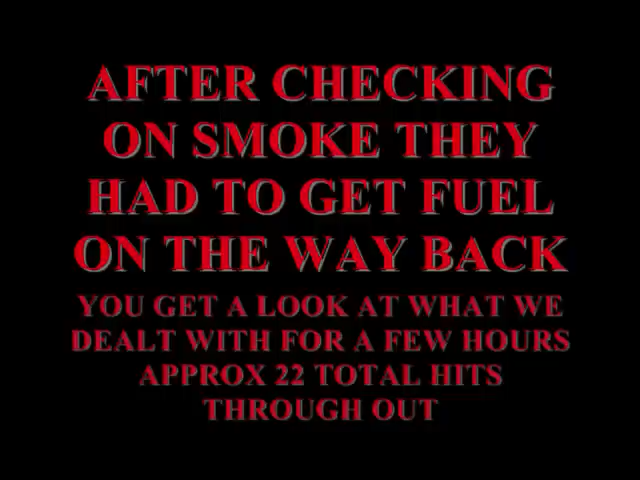 AFTER CHECKING
ON SMOKE THEY
HAD TO GET FUEL
ON THE WAY BACK
YOU GET A LOOK AT WHAT WE
DEALT WITH FOR A FEW HOURS
APPROX 22 TOTAL HITS
THROUGH OUT